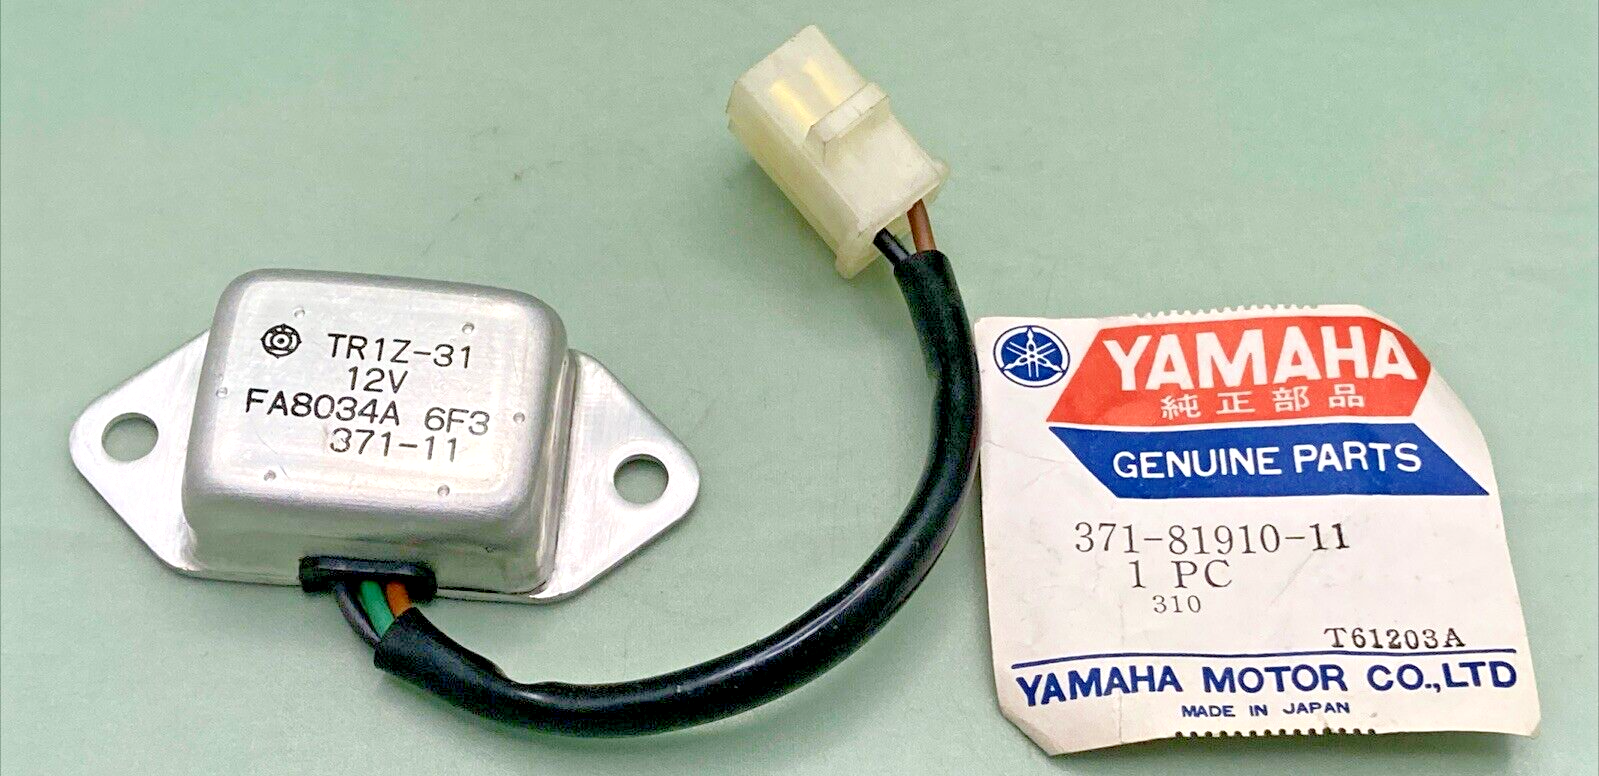 TR1Z-31
12V
FA8034A 6F3
371-11
YAMAHA
純正部品
GENUINE PARTS
371-81910-11
1 PC
310
T61203A
YAMAHA MOTOR CO.,LTD
MADE IN JAPAN